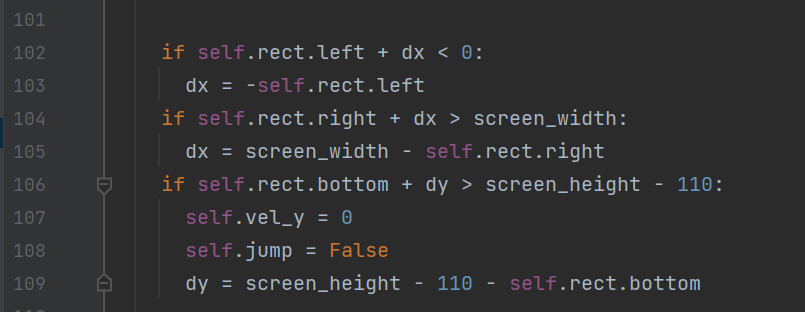 101
102 if self.rect.left + dx < 0:
103 dx = -self.rect.left
104 if self.rect.right + dx > screen_width:
105 dx = screen_width - self.rect.right
106 if self.rect.bottom + dy > screen_height - 110:
107 self.vel_y = 0
108 self.jump = False
109 dy = screen_height - 110 - self.rect.bottom